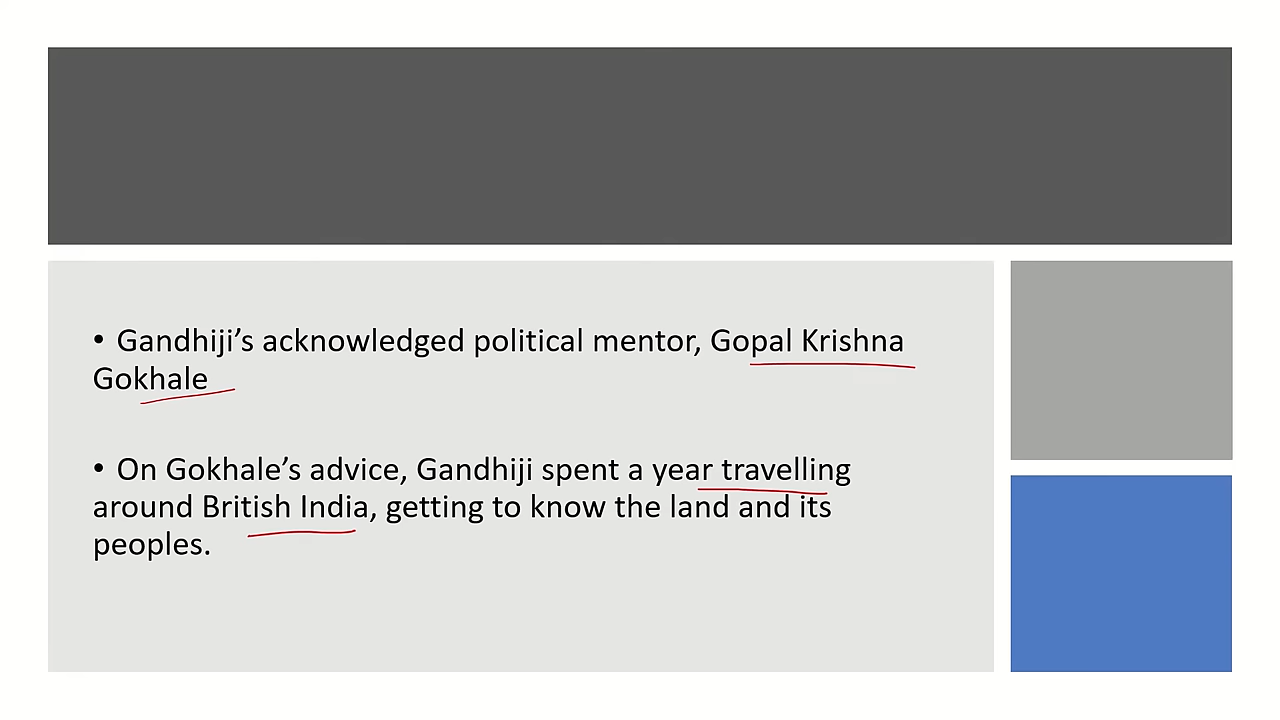 • Gandhiji’s acknowledged political mentor, Gopal Krishna
Gokhale
• On Gokhale’s advice, Gandhiji spent a year travelling
around British India, getting to know the land and its
peoples.